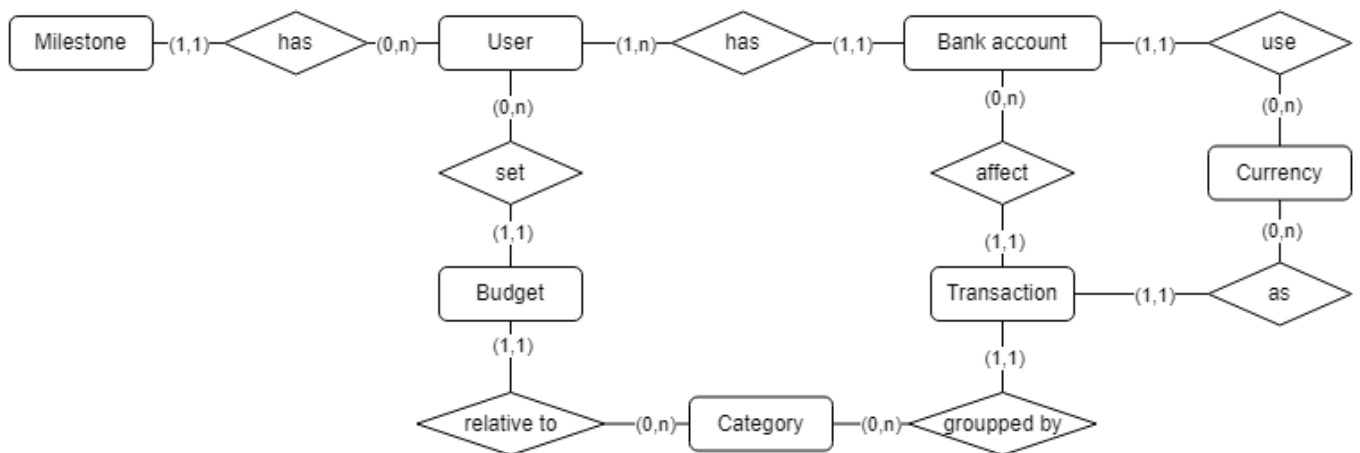 Milestone (1,1) has (0,n) User (1,n) has (1,1) Bank account (1,1) use
(0,n) (0,n) (0,n)
set affect Currency
(1,1) (1,1) (0,n)
Budget Transaction (1,1) as
(1,1) (1,1)
relative to (0,n) Category (0,n) groupped by